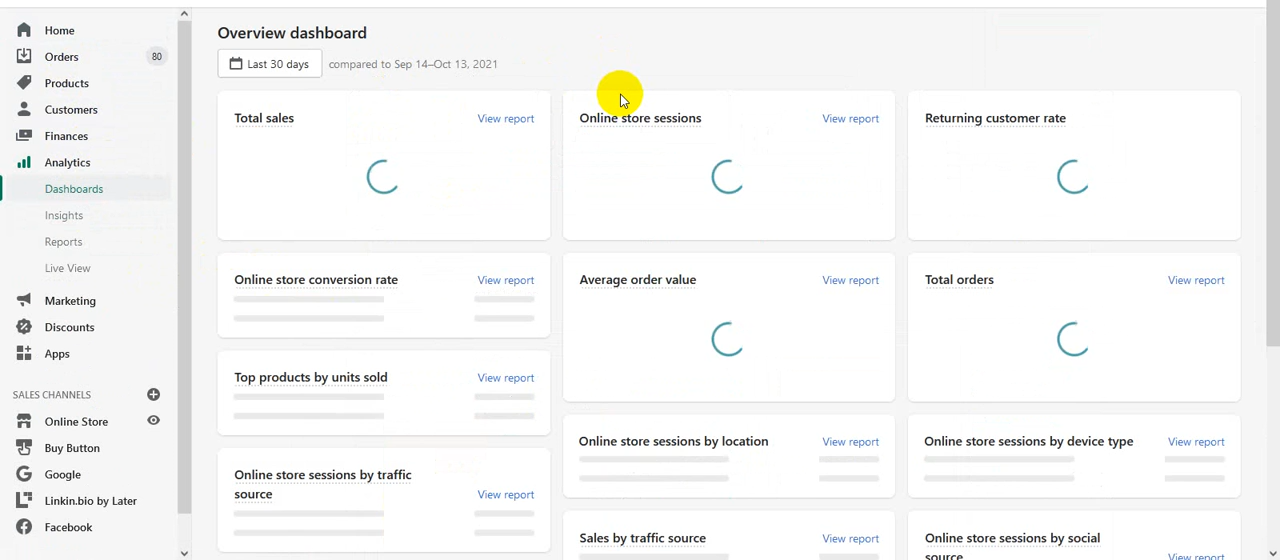 Home
Orders
80
Products
Customers
Finances
Analytics
Dashboards
Insights
Reports
Live View
Marketing
Discounts
Apps
SALES CHANNELS
Online Store
Buy Button
Google
Linkin.bio by Later
Facebook
Overview dashboard
Last 30 days
compared to Sep 14–Oct 13, 2021
Total sales
View report
Online store sessions
View report
Returning customer rate
Online store conversion rate
View report
Average order value
View report
Total orders
View report
Top products by units sold
View report
Online store sessions by location
View report
Online store sessions by device type
View report
Online store sessions by traffic
source
View report
Sales by traffic source
View report
Online store sessions by social
source
View report